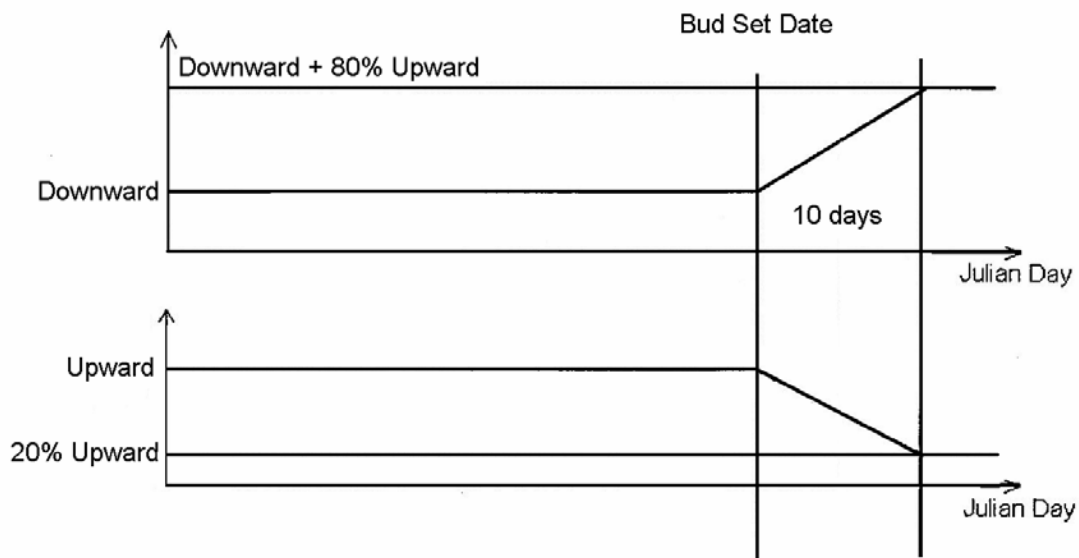 Bud Set Date
Downward + 80% Upward
Downward
10 days
Julian Day
Upward
20% Upward
Julian Day